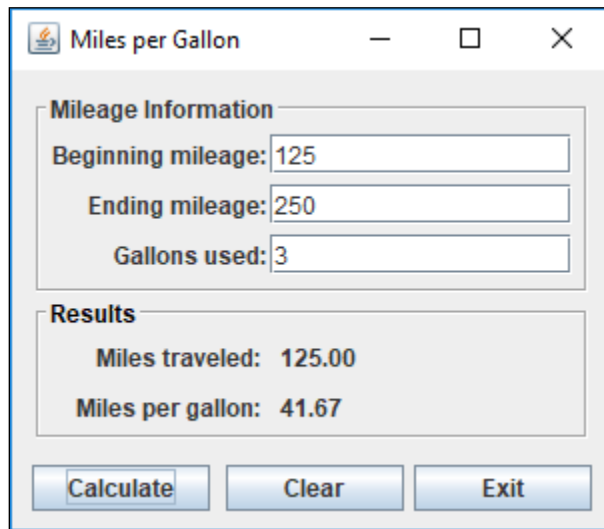 Miles per Gallon
Mileage Information
Beginning mileage: 125
Ending mileage: 250
Gallons used: 3
Results
Miles traveled: 125.00
Miles per gallon: 41.67
Calculate Clear Exit